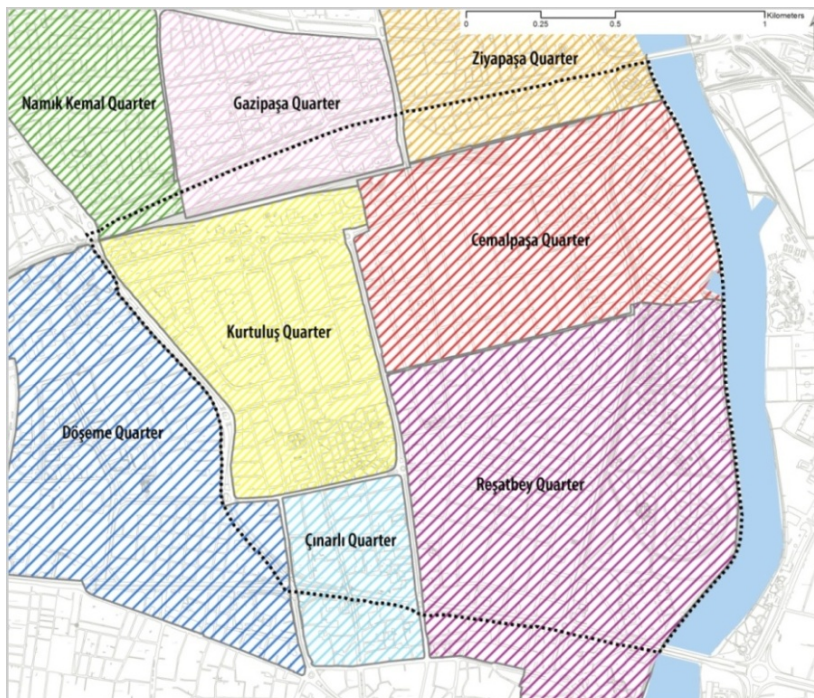 Kilometers
0 0.25 0.5 1
Ziyapaşa Quarter
Namık Kemal Quarter
Gazipaşa Quarter
Cemalpaşa Quarter
Kurtuluş Quarter
Döşeme Quarter
Reşatbey Quarter
Çınarlı Quarter